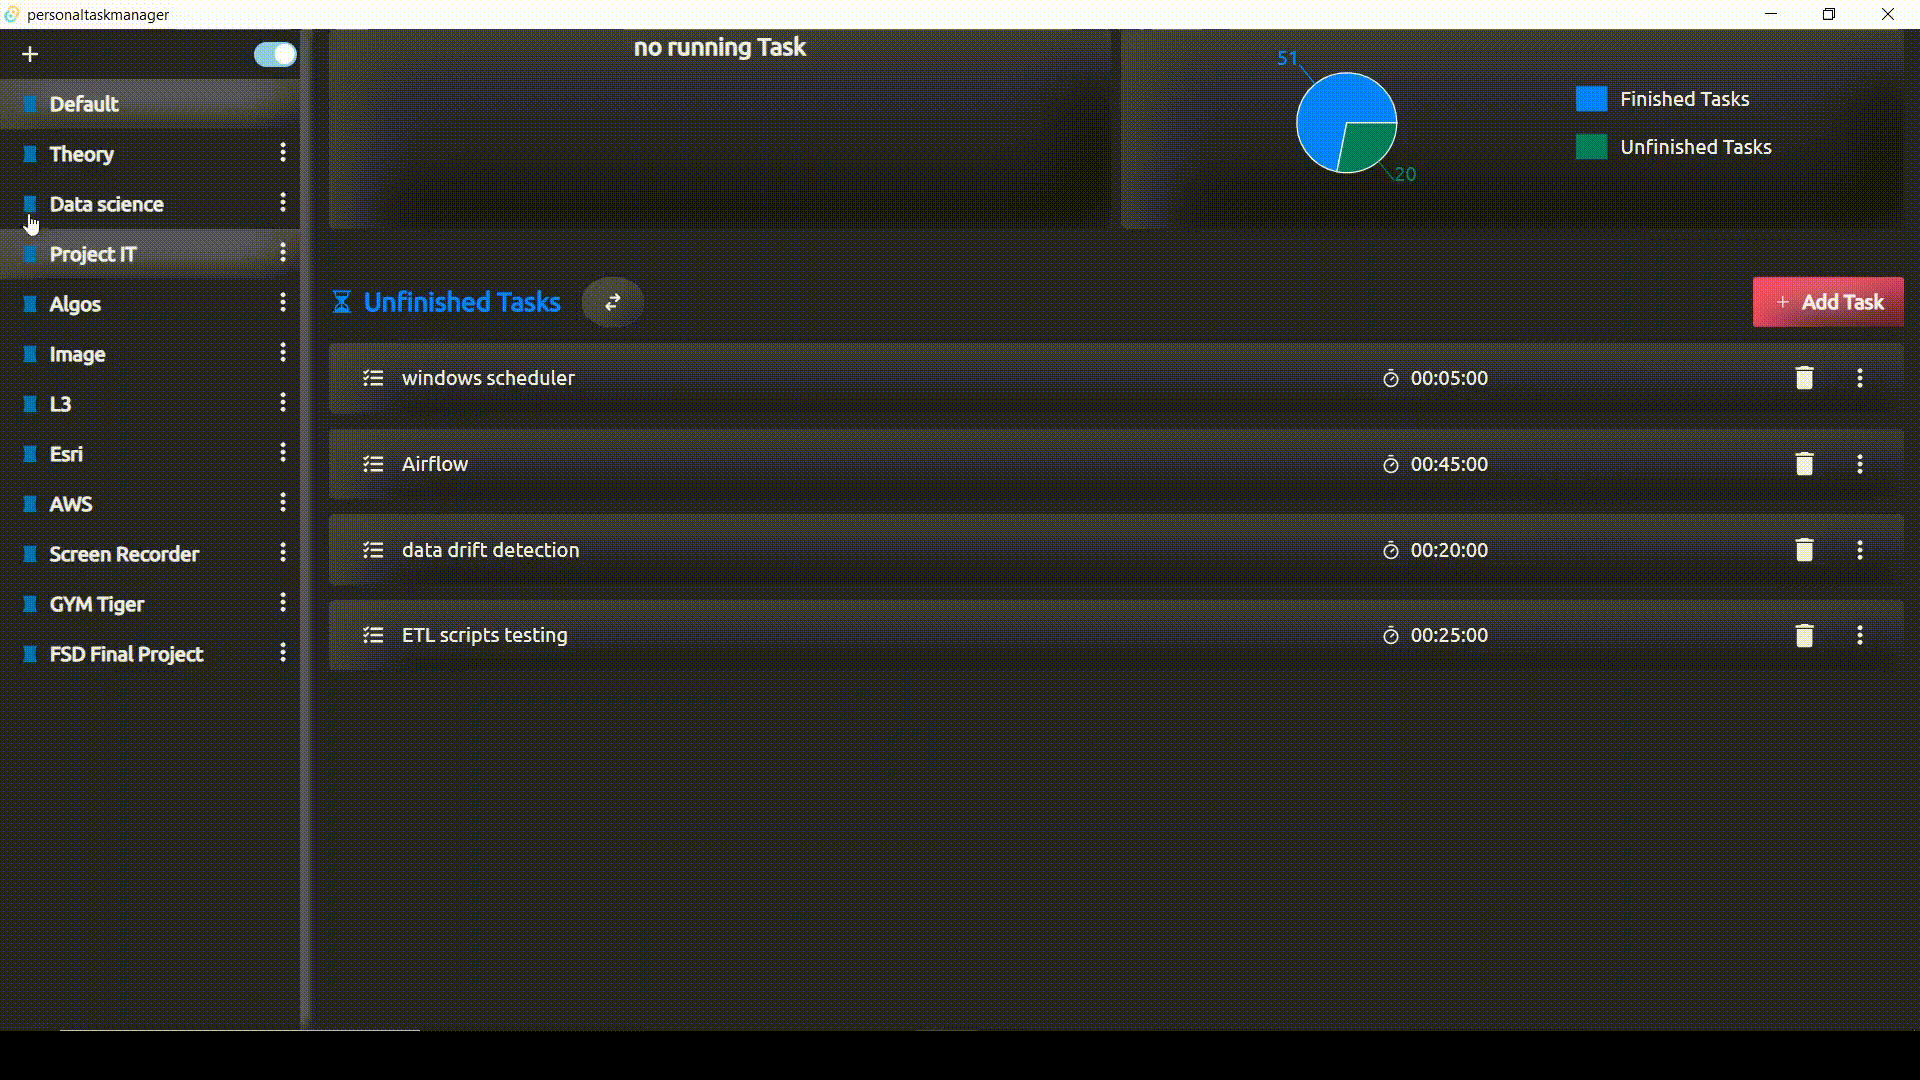 personaltaskmanager
Default
Theory
Data science
Project IT
Algos
Image
L3
Esri
AWS
Screen Recorder
GYM Tiger
FSD Final Project
no running Task
51
20
Finished Tasks
Unfinished Tasks
Unfinished Tasks
+ Add Task
windows scheduler 00:05:00
Airflow 00:45:00
data drift detection 00:20:00
ETL scripts testing 00:25:00